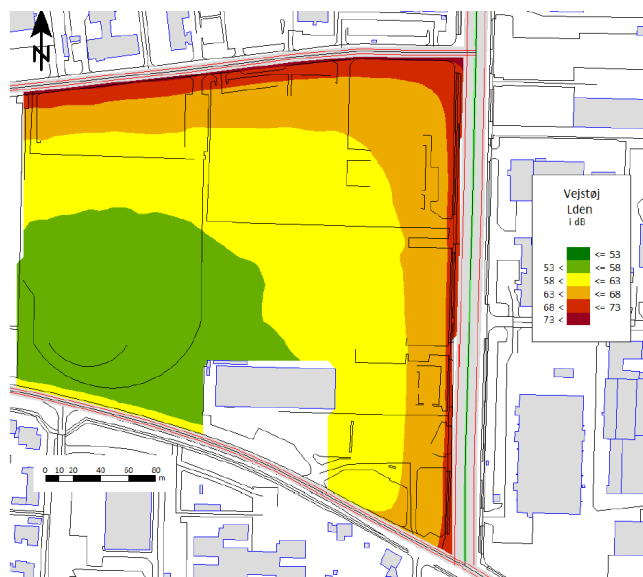 N
Vejstøj
Lden
i dB
<= 53
53 < <= 58
58 < <= 63
63 < <= 68
68 < <= 73
73 <
0 10 20 40 60 80
m